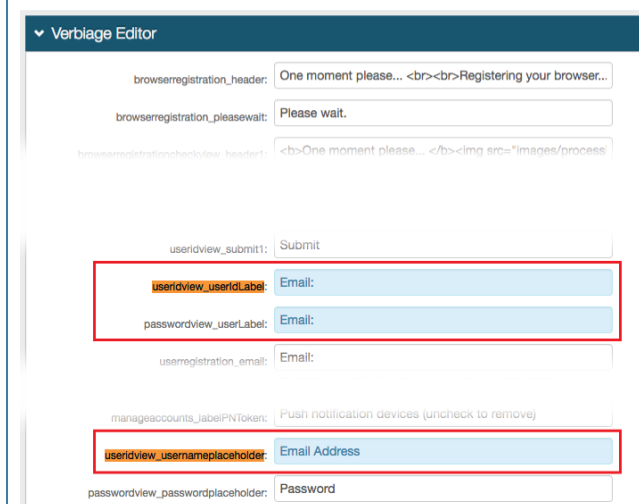 Verbiage Editor
browserregistration_header: One moment please... <br><br>Registering your browser...
browserregistration_pleasewait: Please wait.
browserregistrationcheckview_header1: <b>One moment please... </b><img src="images/process
useridview_submit1: Submit
useridview_userIdLabel: Email:
passwordview_userLabel: Email:
userregistration_email: Email:
manageaccounts_labelPNToken: Push notification devices (uncheck to remove)
useridview_usernameplaceholder: Email Address
passwordview_passwordplaceholder: Password